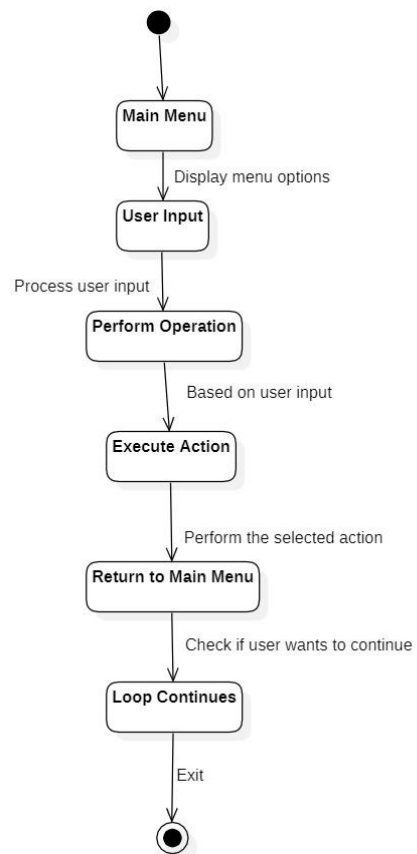 Main Menu
Display menu options
User Input
Process user input
Perform Operation
Based on user input
Execute Action
Perform the selected action
Return to Main Menu
Check if user wants to continue
Loop Continues
Exit